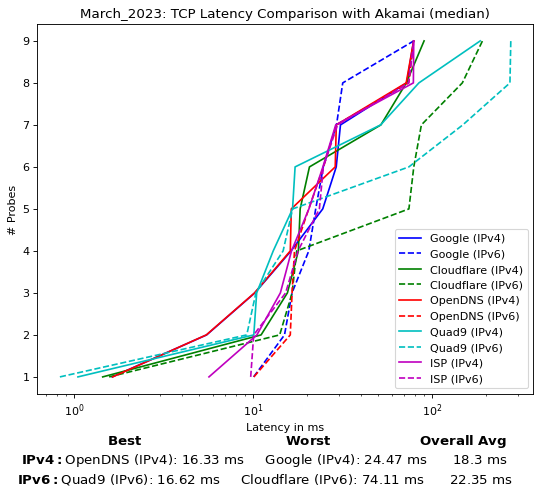 March_2023: TCP Latency Comparison with Akamai (median)
9
8
7
6
5
4
3
2
1
# Probes
Google (IPv4)
Google (IPv6)
Cloudflare (IPv4)
Cloudflare (IPv6)
OpenDNS (IPv4)
OpenDNS (IPv6)
Quad9 (IPv4)
Quad9 (IPv6)
ISP (IPv4)
ISP (IPv6)
10⁰ 10¹ 10²
Latency in ms
Best Worst Overall Avg
IPv4: OpenDNS (IPv4): 16.33 ms Google (IPv4): 24.47 ms 18.3 ms
IPv6: Quad9 (IPv6): 16.62 ms Cloudflare (IPv6): 74.11 ms 22.35 ms